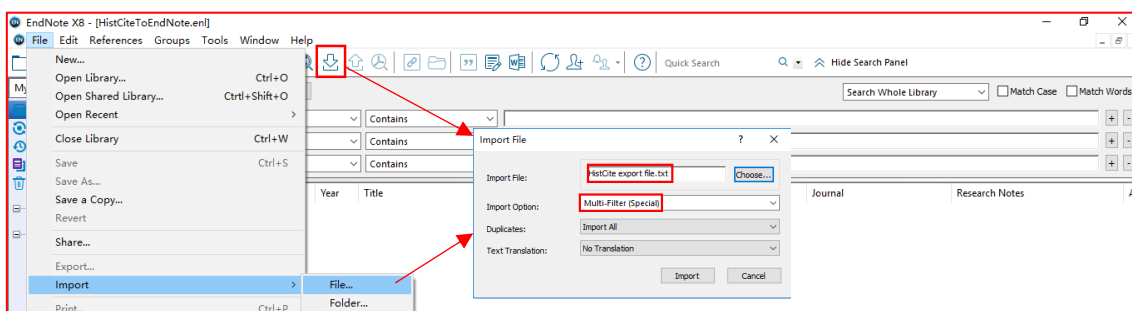 EndNote X8 - [HistCiteToEndNote.enl]
File Edit References Groups Tools Window Help
New...
Open Library... Ctrl+O
Open Shared Library... Ctrtl+Shift+O
Open Recent >
Close Library Ctrl+W
Save Ctrl+S
Save As...
Save a Copy...
Revert
Share...
Export...
Import >
Print... Ctrl+P
File...
Folder...
Quick Search
Hide Search Panel
My
Search Whole Library
Match Case
Match Words
Contains
Contains
Contains
Year Title Journal Research Notes
Import File ? ×
Import File: HistCite export file.txt Choose...
Import Option: Multi-Filter (Special)
Duplicates: Import All
Text Translation: No Translation
Import Cancel